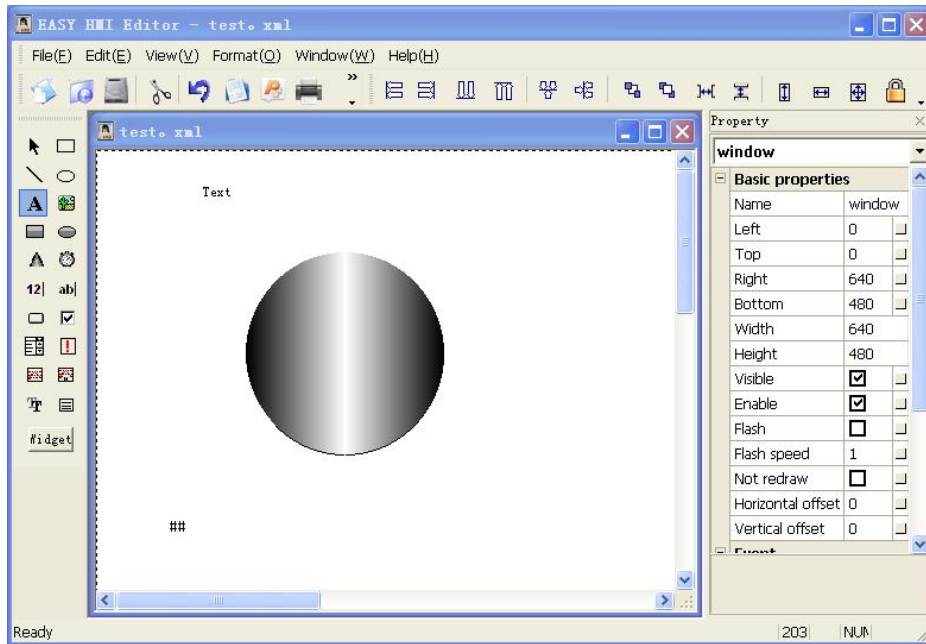 EASY HMI Editor - test。xml
File(F) Edit(E) View(V) Format(O) Window(W) Help(H)
»
test。xml
Text
##
A
12| ab|
Tr
Widget
Property
window
Basic properties
Name window
Left 0
Top 0
Right 640
Bottom 480
Width 640
Height 480
Visible
Enable
Flash
Flash speed 1
Not redraw
Horizontal offset 0
Vertical offset 0
Ready 203